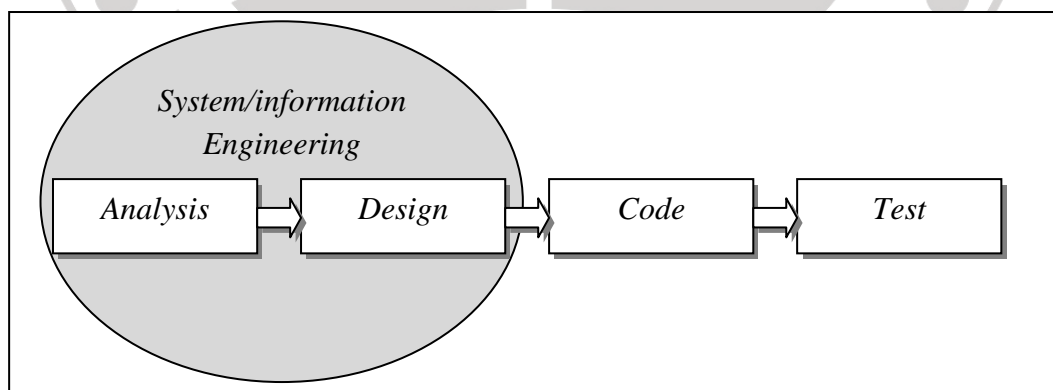 System/information
Engineering
Analysis
Design
Code
Test